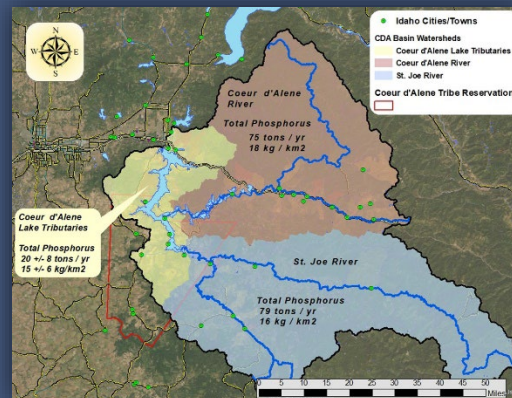 N
W
E
S
Idaho Cities/Towns
CDA Basin Watersheds
Coeur d'Alene Lake Tributaries
Coeur d'Alene River
St. Joe River
Coeur d'Alene Tribe Reservation
Coeur d'Alene
River
Total Phosphorus
75 tons / yr
18 kg / km2
Coeur d'Alene
Lake Tributaries
Total Phosphorus
20 +/- 8 tons / yr
15 +/- 6 kg/km2
St. Joe River
Total Phosphorus
79 tons / yr
16 kg / km2
0 5 10 20 30 40 50
Miles